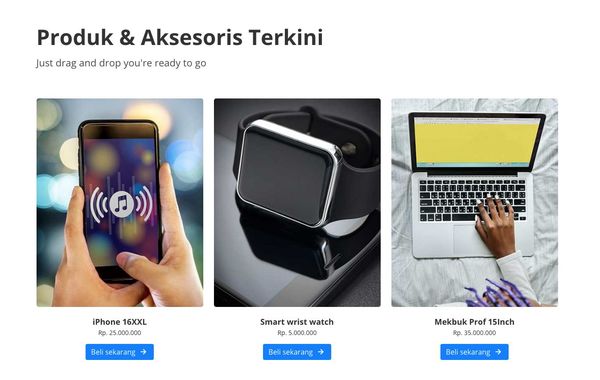 Produk & Aksesoris Terkini
Just drag and drop you're ready to go
iPhone 16XXL
Rp. 25.000.000
Beli sekarang
Smart wrist watch
Rp. 5.000.000
Beli sekarang
Mekbuk Prof 15Inch
Rp. 35.000.000
Beli sekarang